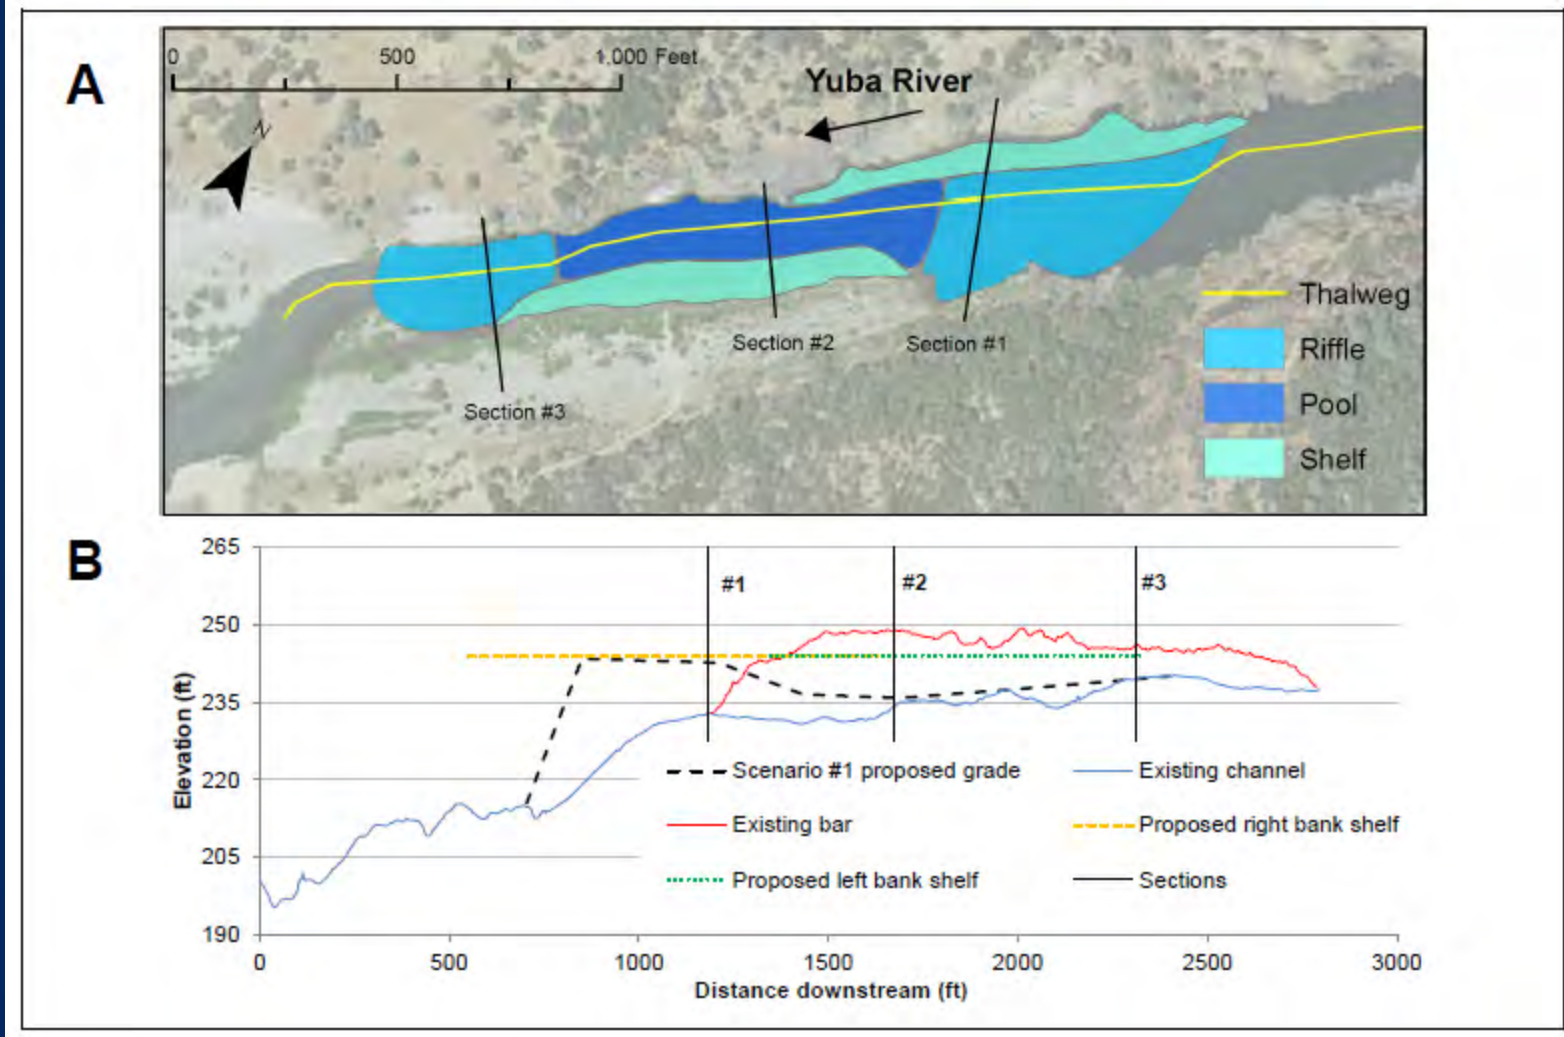 A
0 500 1,000 Feet
Yuba River
N
Section #2
Section #1
Section #3
Thalweg
Riffle
Pool
Shelf
B
265
250
235
220
205
190
Elevation (ft)
#1
#2
#3
Scenario #1 proposed grade
Existing channel
Existing bar
Proposed right bank shelf
Proposed left bank shelf
Sections
0 500 1000 1500 2000 2500 3000
Distance downstream (ft)